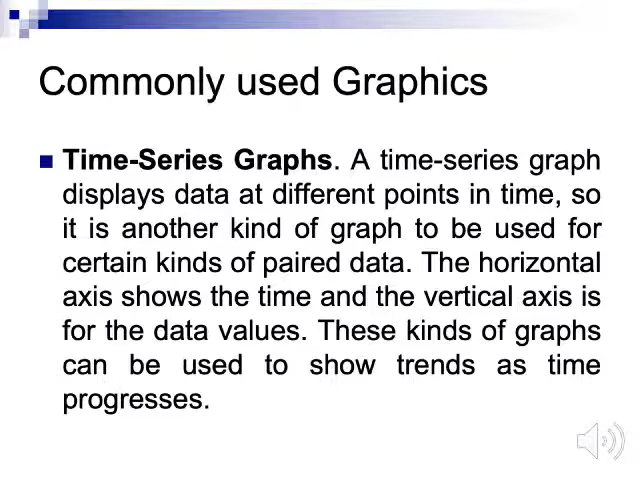 Commonly used Graphics
Time-Series Graphs. A time-series graph
displays data at different points in time, so
it is another kind of graph to be used for
certain kinds of paired data. The horizontal
axis shows the time and the vertical axis is
for the data values. These kinds of graphs
can be used to show trends as time
progresses.